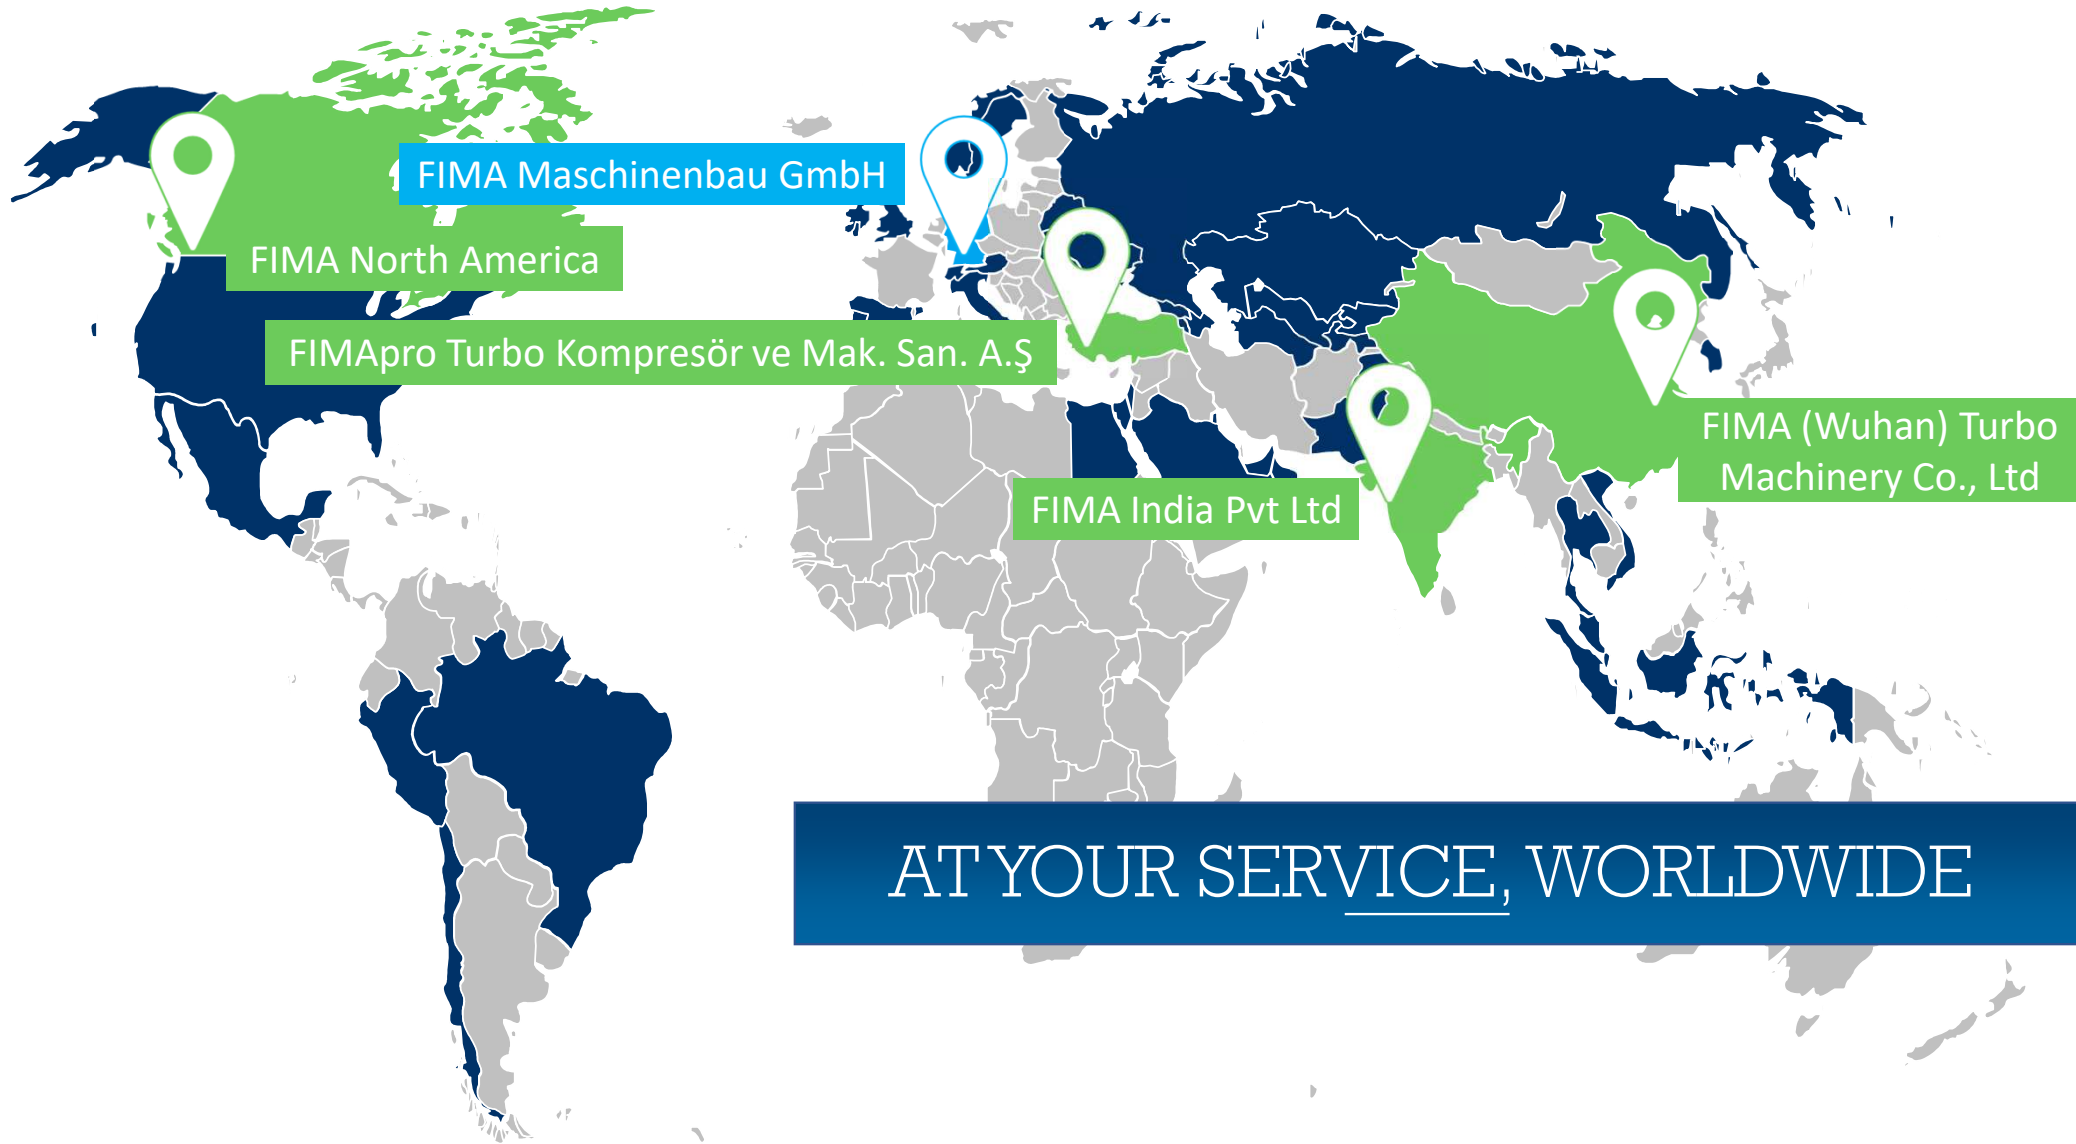 FIMA Maschinenbau GmbH
FIMA North America
FIMApro Turbo Kompresör ve Mak. San. A.Ş
FIMA (Wuhan) Turbo
Machinery Co., Ltd
FIMA India Pvt Ltd
AT YOUR SERVICE, WORLDWIDE